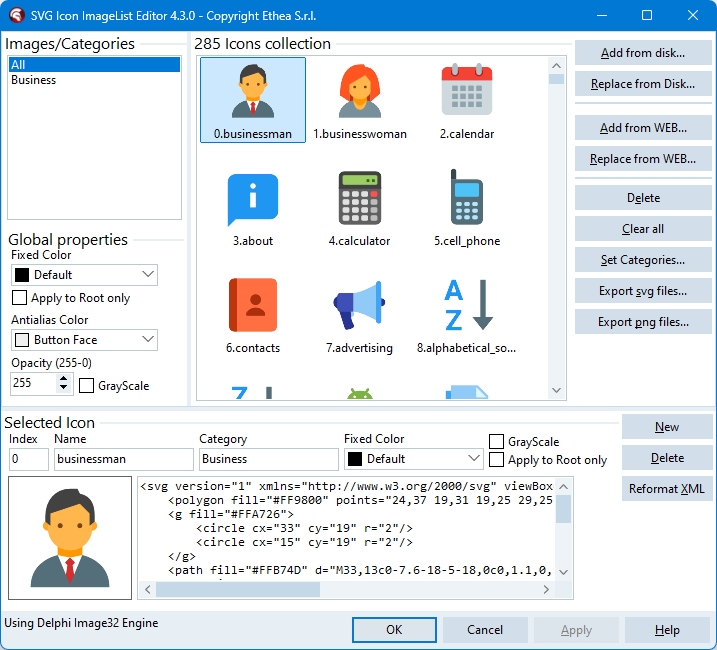 SVG Icon ImageList Editor 4.3.0 - Copyright Ethea S.r.l.
Images/Categories
All
Business
285 Icons collection
0.businessman
1.businesswoman
2.calendar
3.about
4.calculator
5.cell_phone
6.contacts
7.advertising
A
Z
8.alphabetical_so...
Z
Add from disk...
Replace from Disk...
Add from WEB...
Replace from WEB...
Delete
Clear all
Set Categories...
Export svg files...
Export png files...
Global properties
Fixed Color
Default
Apply to Root only
Antialias Color
Button Face
Opacity (255-0)
255
GrayScale
Selected Icon
Index
Name
Category
Fixed Color
0
businessman
Business
Default
GrayScale
Apply to Root only
New
Delete
Reformat XML
<svg version="1" xmlns="http://www.w3.org/2000/svg" viewBox
<polygon fill="#FF9800" points="24,37 19,31 19,25 29,25
<g fill="#FFA726">
<circle cx="33" cy="19" r="2"/>
<circle cx="15" cy="19" r="2"/>
</g>
<path fill="#FFB74D" d="M33,13c0-7.6-18-5-18,0c0,1.1,0,
Using Delphi Image32 Engine
OK
Cancel
Apply
Help